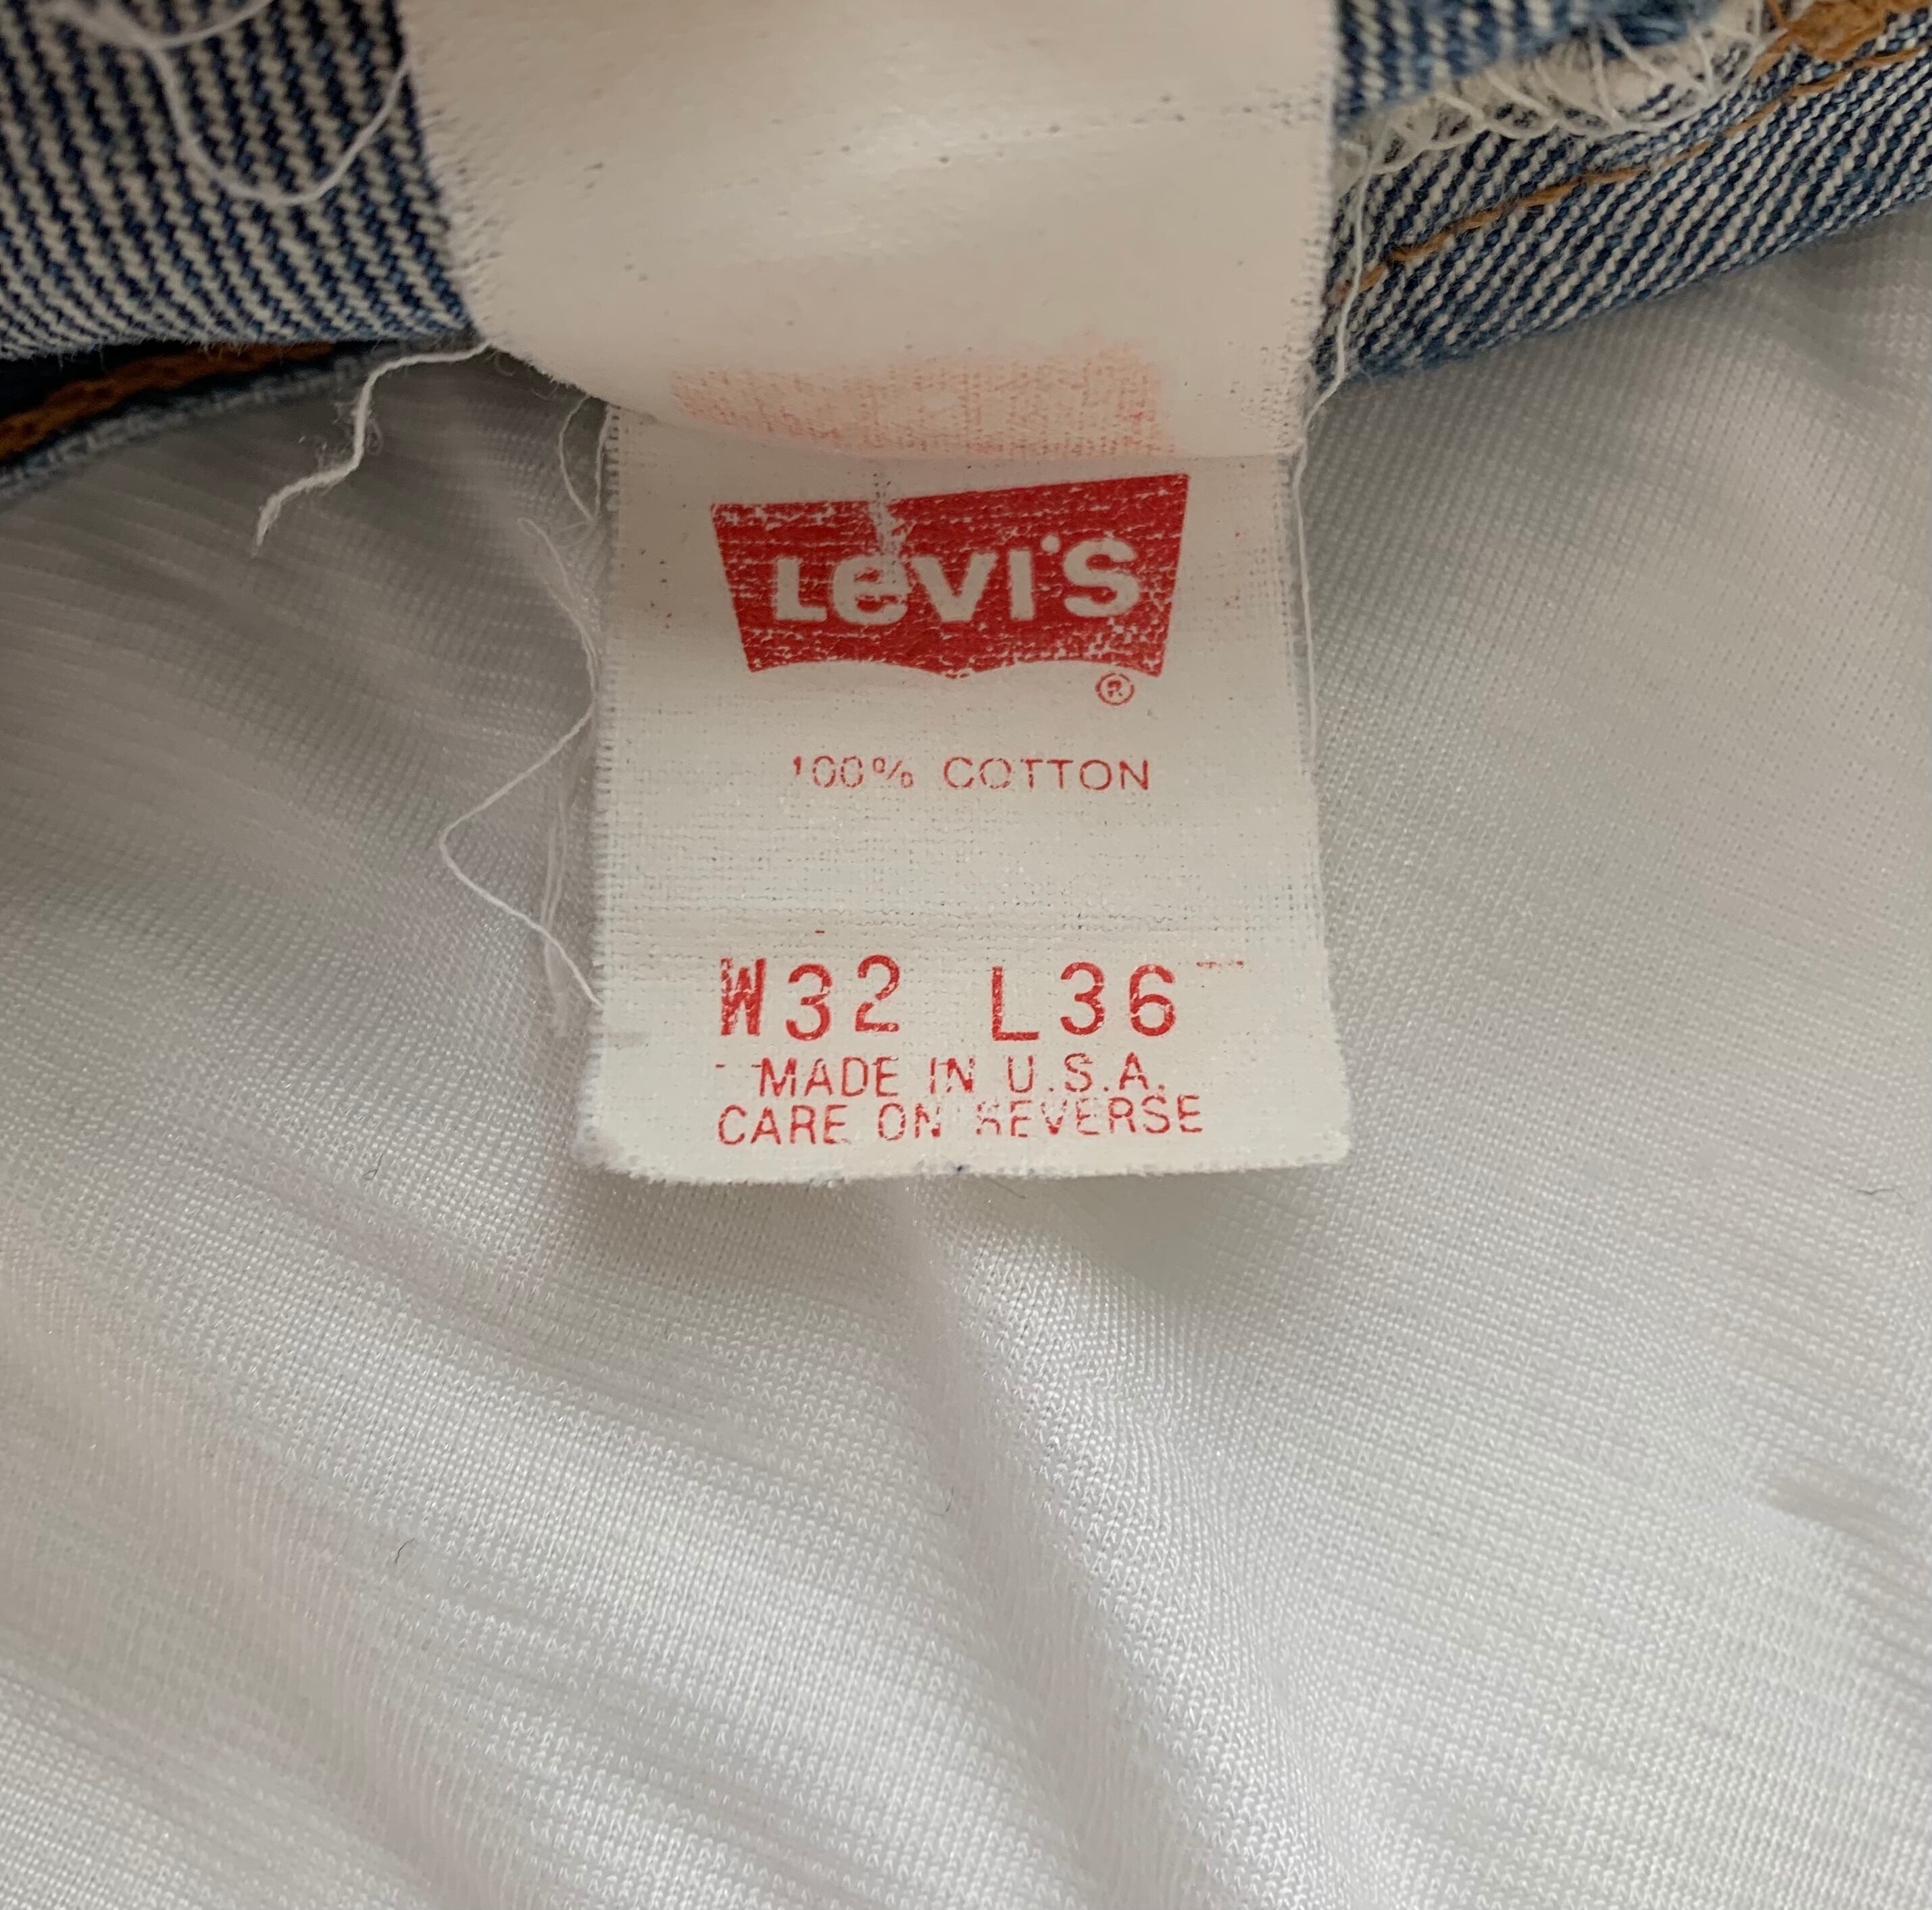 LEVI'S
®
100% COTTON
W32 L36
MADE IN U.S.A.
CARE ON REVERSE